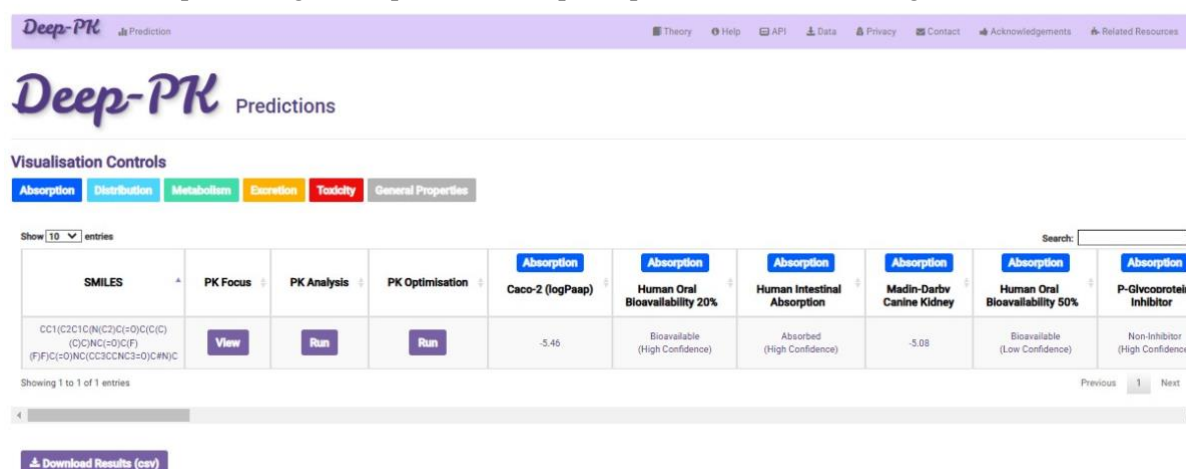 Deep-PK Prediction Theory Help API Data Privacy Contact Acknowledgements Related Resources
Deep-PK Predictions
Visualisation Controls
Absorption Distribution Metabolism Excretion Toxicity General Properties
Show 10 entries
Search:
SMILES
PK Focus
PK Analysis
PK Optimisation
Absorption
Caco-2 (logPaap)
Absorption
Human Oral
Bioavailability 20%
Absorption
Human Intestinal
Absorption
Absorption
Madin-Darby
Canine Kidney
Absorption
Human Oral
Bioavailability 50%
Absorption
P-Glycoprotein
Inhibitor
CC1(C2C1C(N(C2)C(=O)C(C(C)
(C)C)NC(=O)C(F)
(F)F)C(=O)NC(CC3CCNC3=O)C#N)C
View
Run
Run
-5.46
Bioavailable
(High Confidence)
Absorbed
(High Confidence)
-5.08
Bioavailable
(Low Confidence)
Non-Inhibitor
(High Confidence
Showing 1 to 1 of 1 entries
Previous 1 Next
Download Results (csv)